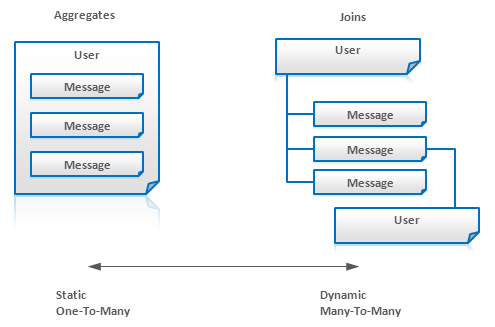 Aggregates
User
Message
Message
Message
Static
One-To-Many
Joins
User
Message
Message
Message
User
Dynamic
Many-To-Many